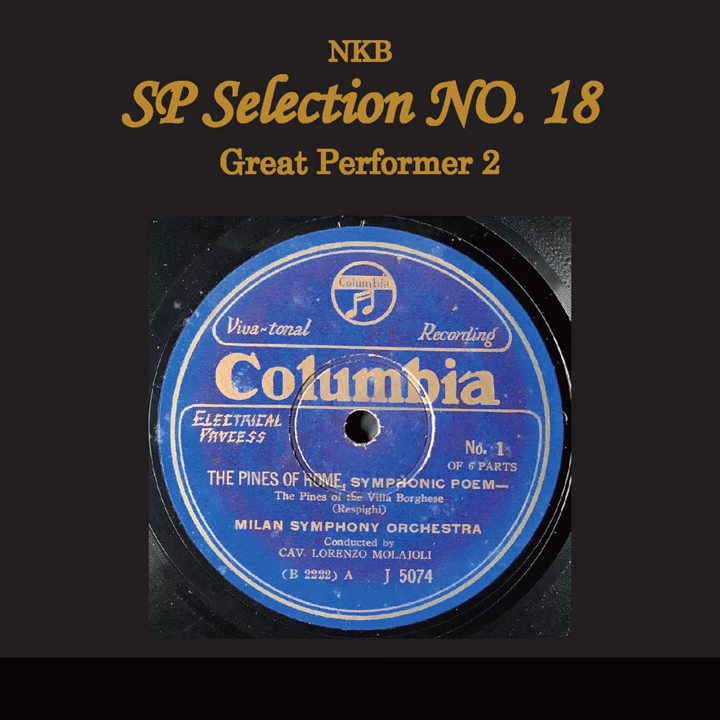 NKB
SP Selection NO. 18
Great Performer 2
Columbia
Viva-tonal Recording
Columbia
ELECTRICAL
PROCESS
No. 1
OF 6 PARTS
THE PINES OF ROME, SYMPHONIC POEM—
The Pines of the Villa Borghese
(Respighi)
MILAN SYMPHONY ORCHESTRA
Conducted by
CAV. LORENZO MOLAJOLI
(B 2222) A J 5074